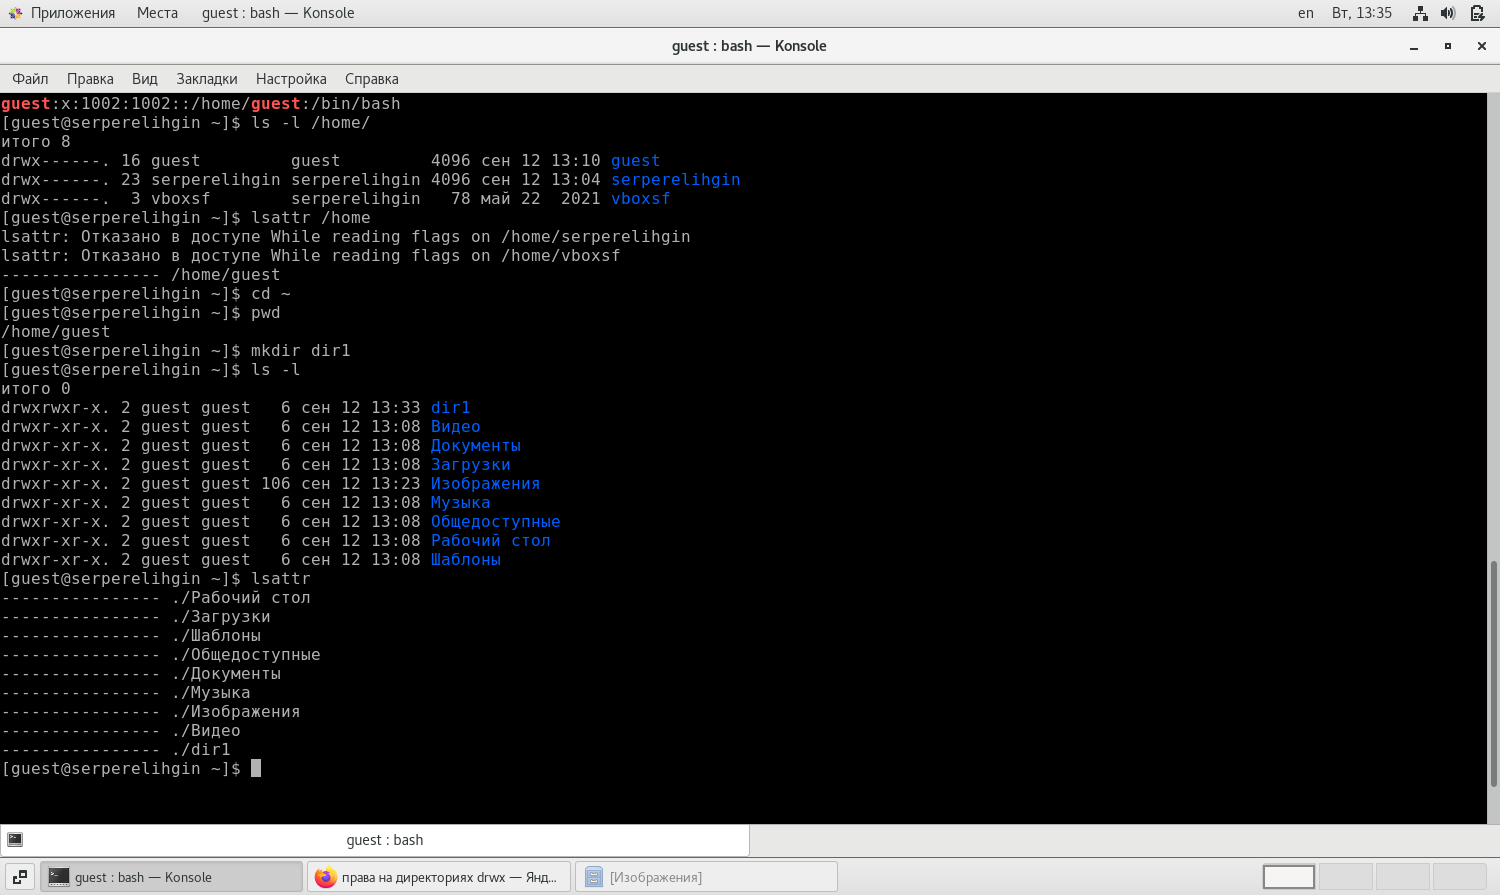 Приложения Места guest : bash — Konsole en Вт, 13:35
guest : bash — Konsole
Файл Правка Вид Закладки Настройка Справка
guest:x:1002:1002::/home/guest:/bin/bash
[guest@serperelihgin ~]$ ls -l /home/
итого 8
drwx------. 16 guest         guest         4096 сен 12 13:10 guest
drwx------. 23 serperelihgin serperelihgin 4096 сен 12 13:04 serperelihgin
drwx------.  3 vboxsf        serperelihgin   78 май 22  2021 vboxsf
[guest@serperelihgin ~]$ lsattr /home
lsattr: Отказано в доступе While reading flags on /home/serperelihgin
lsattr: Отказано в доступе While reading flags on /home/vboxsf
---------------- /home/guest
[guest@serperelihgin ~]$ cd ~
[guest@serperelihgin ~]$ pwd
/home/guest
[guest@serperelihgin ~]$ mkdir dir1
[guest@serperelihgin ~]$ ls -l
итого 0
drwxrwxr-x. 2 guest guest   6 сен 12 13:33 dir1
drwxr-xr-x. 2 guest guest   6 сен 12 13:08 Видео
drwxr-xr-x. 2 guest guest   6 сен 12 13:08 Документы
drwxr-xr-x. 2 guest guest   6 сен 12 13:08 Загрузки
drwxr-xr-x. 2 guest guest 106 сен 12 13:23 Изображения
drwxr-xr-x. 2 guest guest   6 сен 12 13:08 Музыка
drwxr-xr-x. 2 guest guest   6 сен 12 13:08 Общедоступные
drwxr-xr-x. 2 guest guest   6 сен 12 13:08 Рабочий стол
drwxr-xr-x. 2 guest guest   6 сен 12 13:08 Шаблоны
[guest@serperelihgin ~]$ lsattr
---------------- ./Рабочий стол
---------------- ./Загрузки
---------------- ./Шаблоны
---------------- ./Общедоступные
---------------- ./Документы
---------------- ./Музыка
---------------- ./Изображения
---------------- ./Видео
---------------- ./dir1
[guest@serperelihgin ~]$
guest : bash
guest : bash — Konsole права на директориях drwx — Янд... [Изображения]